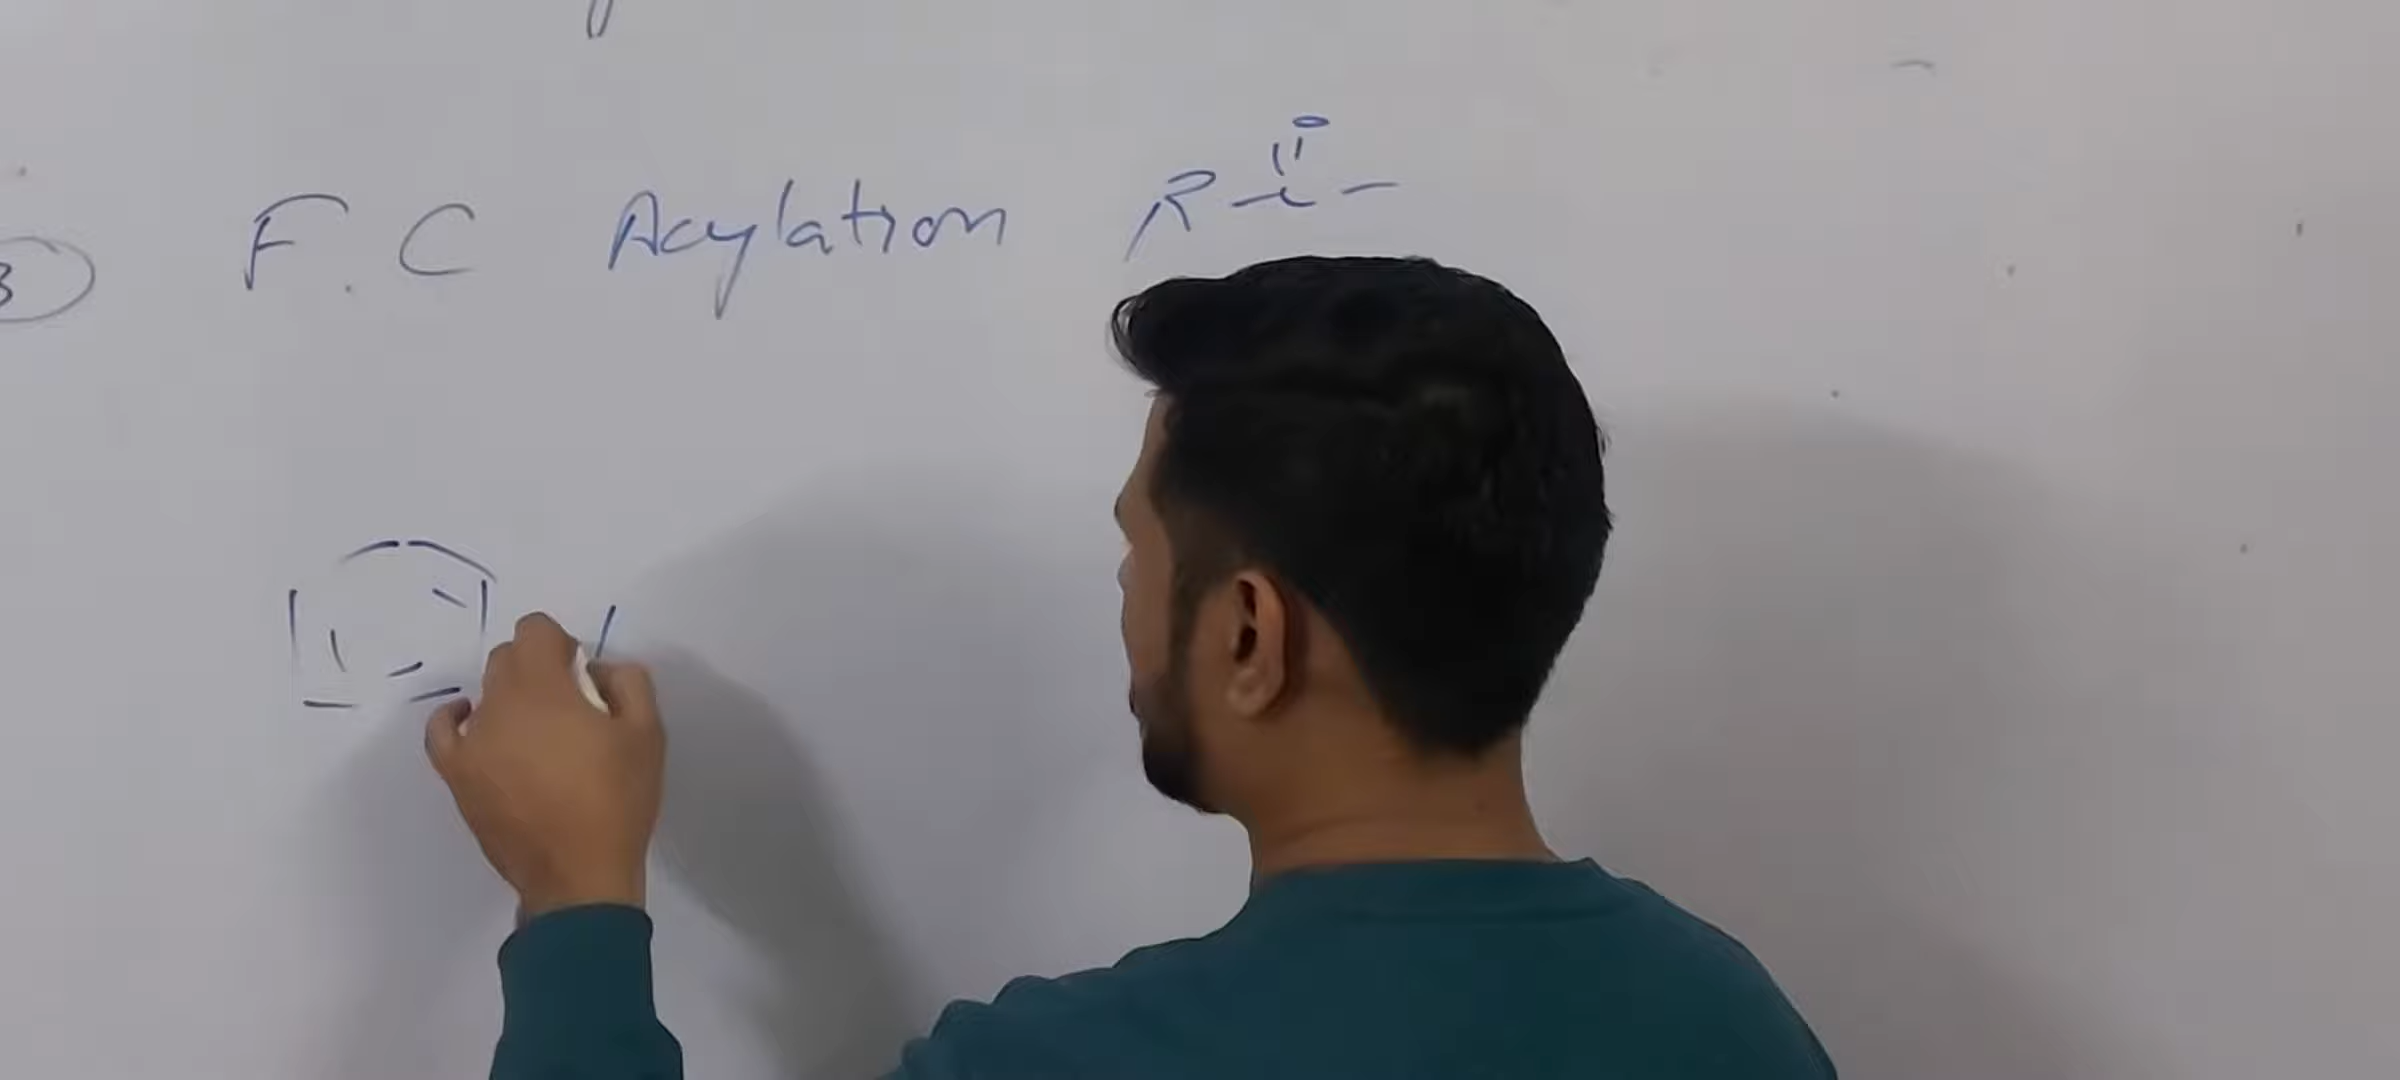 3 F. C Acylation R-C-
O